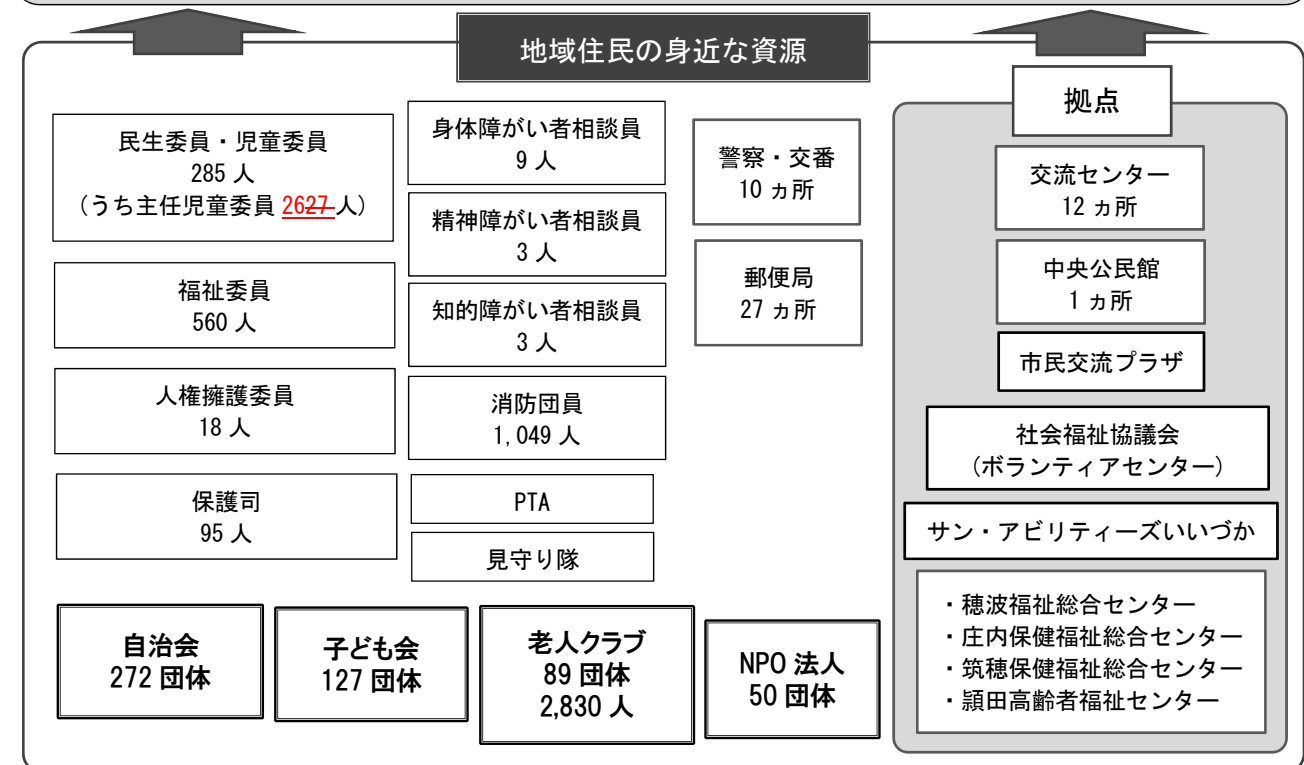 地域住民の身近な資源
民生委員・児童委員
285 人
(うち主任児童委員 2627 人)
福祉委員
560 人
人権擁護委員
18 人
保護司
95 人
身体障がい者相談員
9 人
精神障がい者相談員
3 人
知的障がい者相談員
3 人
消防団員
1,049 人
PTA
見守り隊
警察・交番
10 ヵ所
郵便局
27 ヵ所
自治会
272 団体
子ども会
127 団体
老人クラブ
89 団体
2,830 人
NPO 法人
50 団体
拠点
交流センター
12 ヵ所
中央公民館
1 ヵ所
市民交流プラザ
社会福祉協議会
(ボランティアセンター)
サン・アビリティーズいいづか
・穂波福祉総合センター
・庄内保健福祉総合センター
・筑穂保健福祉総合センター
・頴田高齢者福祉センター